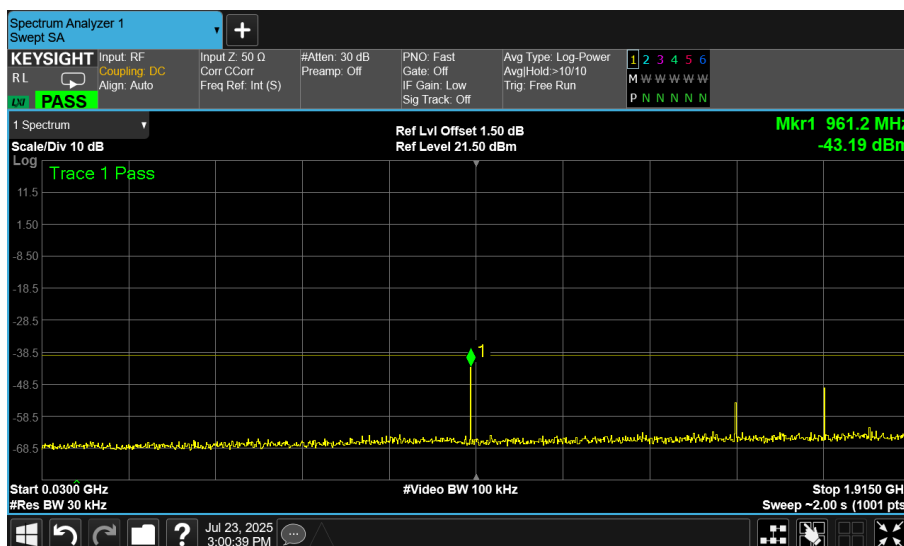 Spectrum Analyzer 1
Swept SA
KEYSIGHT
RL
LXI
PASS
Input: RF
Coupling: DC
Align: Auto
Input Z: 50 Ω
Corr CCorr
Freq Ref: Int (S)
#Atten: 30 dB
Preamp: Off
PNO: Fast
Gate: Off
IF Gain: Low
Sig Track: Off
Avg Type: Log-Power
Avg|Hold:>10/10
Trig: Free Run
1 2 3 4 5 6
M W W W W W
P N N N N N
1 Spectrum
Scale/Div 10 dB
Ref Lvl Offset 1.50 dB
Ref Level 21.50 dBm
Mkr1 961.2 MHz
-43.19 dBm
Log
Trace 1 Pass
11.5
1.50
-8.50
-18.5
-28.5
-38.5
1
-48.5
-58.5
-68.5
Start 0.0300 GHz
#Res BW 30 kHz
#Video BW 100 kHz
Stop 1.9150 GH
Sweep ~2.00 s (1001 pts
?
Jul 23, 2025
3:00:39 PM